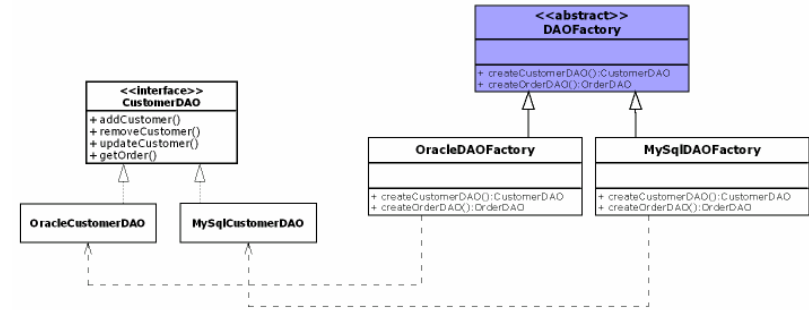 <<abstract>>
DAOFactory
+ createCustomerDAO():CustomerDAO
+ createOrderDAO():OrderDAO
<<interface>>
CustomerDAO
+ addCustomer()
+ removeCustomer()
+ updateCustomer()
+ getOrder()
OracleDAOFactory
+ createCustomerDAO():CustomerDAO
+ createOrderDAO():OrderDAO
MySqlDAOFactory
+ createCustomerDAO():CustomerDAO
+ createOrderDAO():OrderDAO
OracleCustomerDAO
MySqlCustomerDAO